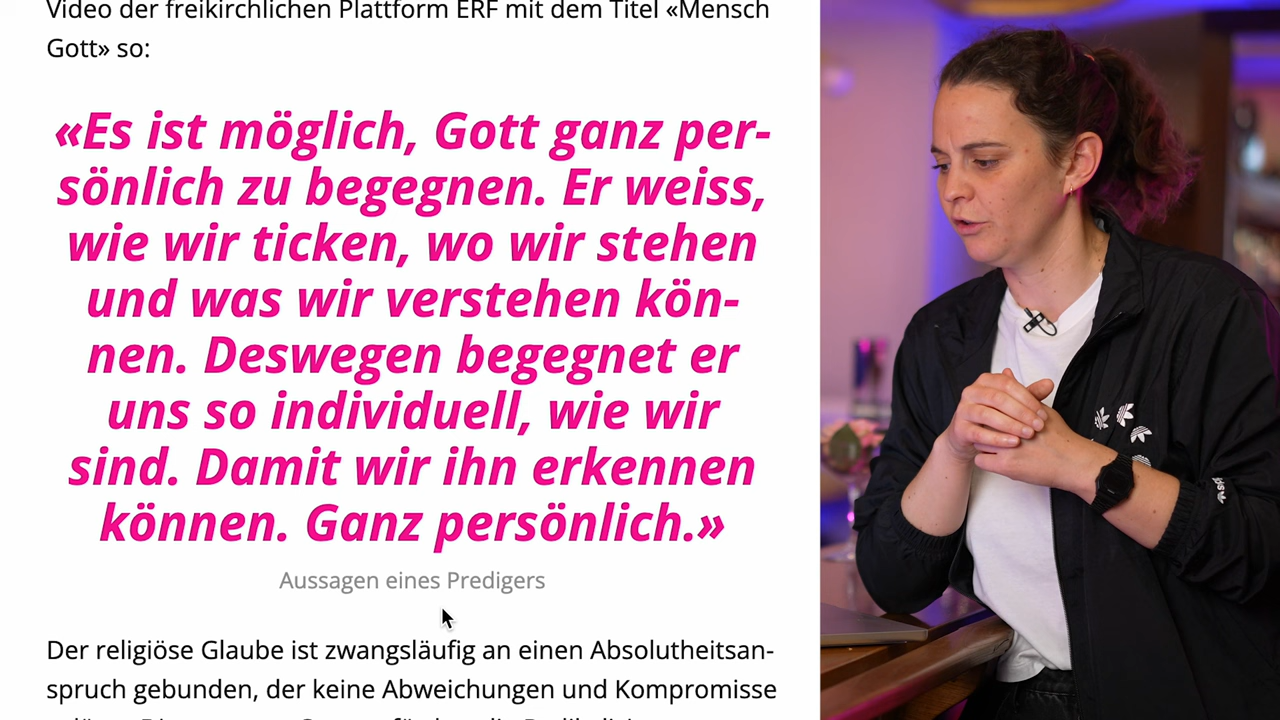 Video der freikirchlichen Plattform ERF mit dem Titel «Mensch
Gott» so:
«Es ist möglich, Gott ganz per-
sönlich zu begegnen. Er weiss,
wie wir ticken, wo wir stehen
und was wir verstehen kön-
nen. Deswegen begegnet er
uns so individuell, wie wir
sind. Damit wir ihn erkennen
können. Ganz persönlich.»
Aussagen eines Predigers
Der religiöse Glaube ist zwangsläufig an einen Absolutheitsan-
spruch gebunden, der keine Abweichungen und Kompromisse